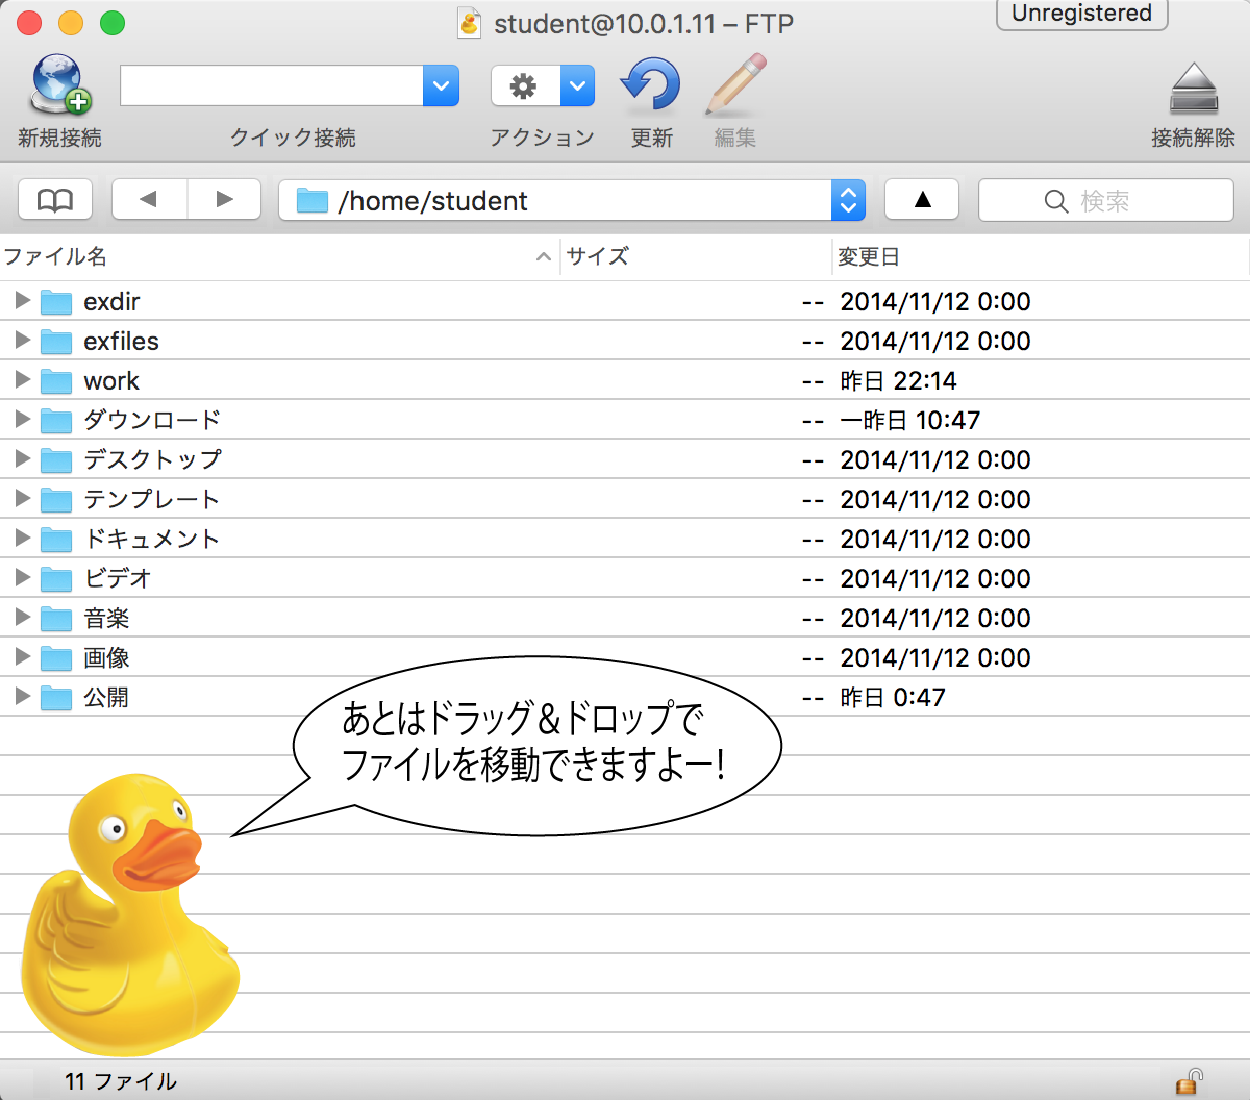 student@10.0.1.11 – FTP
Unregistered
新規接続
クイック接続
アクション
更新
編集
接続解除
/home/student
検索
ファイル名 サイズ 変更日
exdir -- 2014/11/12 0:00
exfiles -- 2014/11/12 0:00
work -- 昨日 22:14
ダウンロード -- 一昨日 10:47
デスクトップ -- 2014/11/12 0:00
テンプレート -- 2014/11/12 0:00
ドキュメント -- 2014/11/12 0:00
ビデオ -- 2014/11/12 0:00
音楽 -- 2014/11/12 0:00
画像 -- 2014/11/12 0:00
公開 -- 昨日 0:47
あとはドラッグ＆ドロップで
ファイルを移動できますよー!
11 ファイル